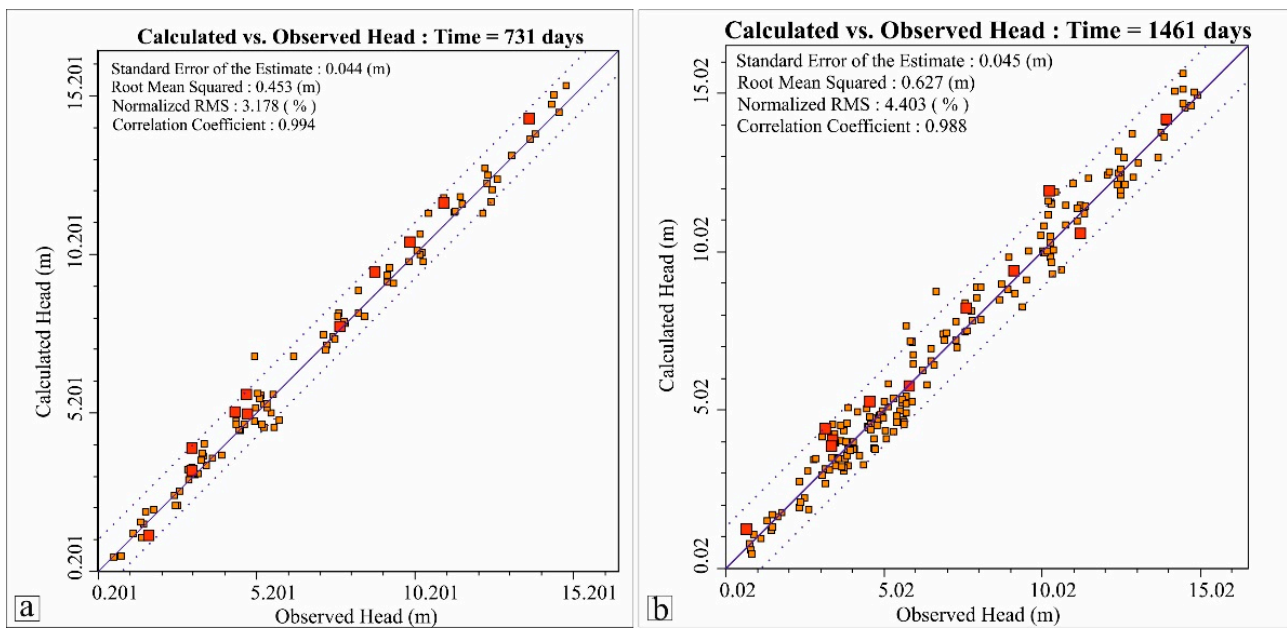 Calculated vs. Observed Head : Time = 731 days
Standard Error of the Estimate : 0.044 (m)
Root Mean Squared : 0.453 (m)
Normalized RMS : 3.178 ( % )
Correlation Coefficient : 0.994
Calculated Head (m)
15.201
10.201
5.201
0.201
0.201
5.201
10.201
15.201
Observed Head (m)
a
Calculated vs. Observed Head : Time = 1461 days
Standard Error of the Estimate : 0.045 (m)
Root Mean Squared : 0.627 (m)
Normalized RMS : 4.403 ( % )
Correlation Coefficient : 0.988
Calculated Head (m)
15.02
10.02
5.02
0.02
0.02
5.02
10.02
15.02
Observed Head (m)
b